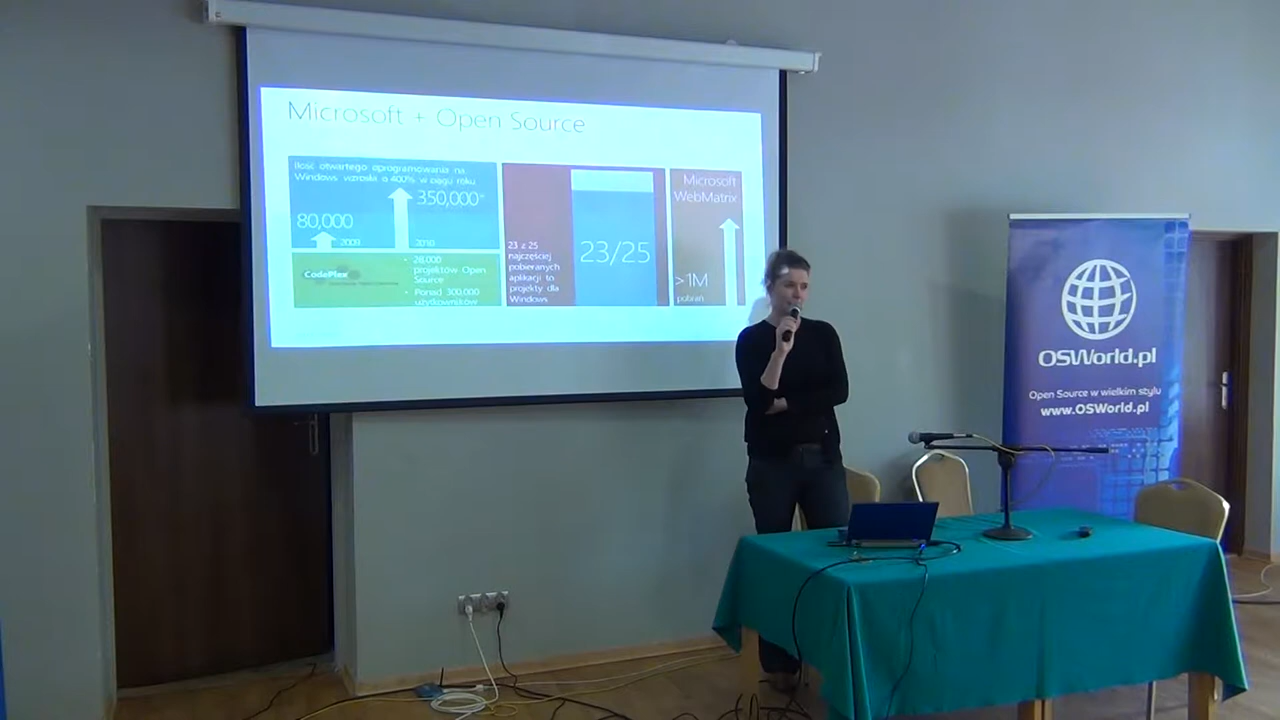 Microsoft + Open Source
Ilość otwartego oprogramowania na
Windows wzrosła o 400% w ciągu roku
350,000*
80,000
2009
2010
CodePlex
• 28,000
projektów Open
Source
• Ponad 300,000
użytkowników
23 z 25
najczęściej
pobieranych
aplikacji to
projekty dla
Windows
23/25
Microsoft
WebMatrix
>1M
pobrań
OSWorld.pl
Open Source w wielkim stylu
www.OSWorld.pl